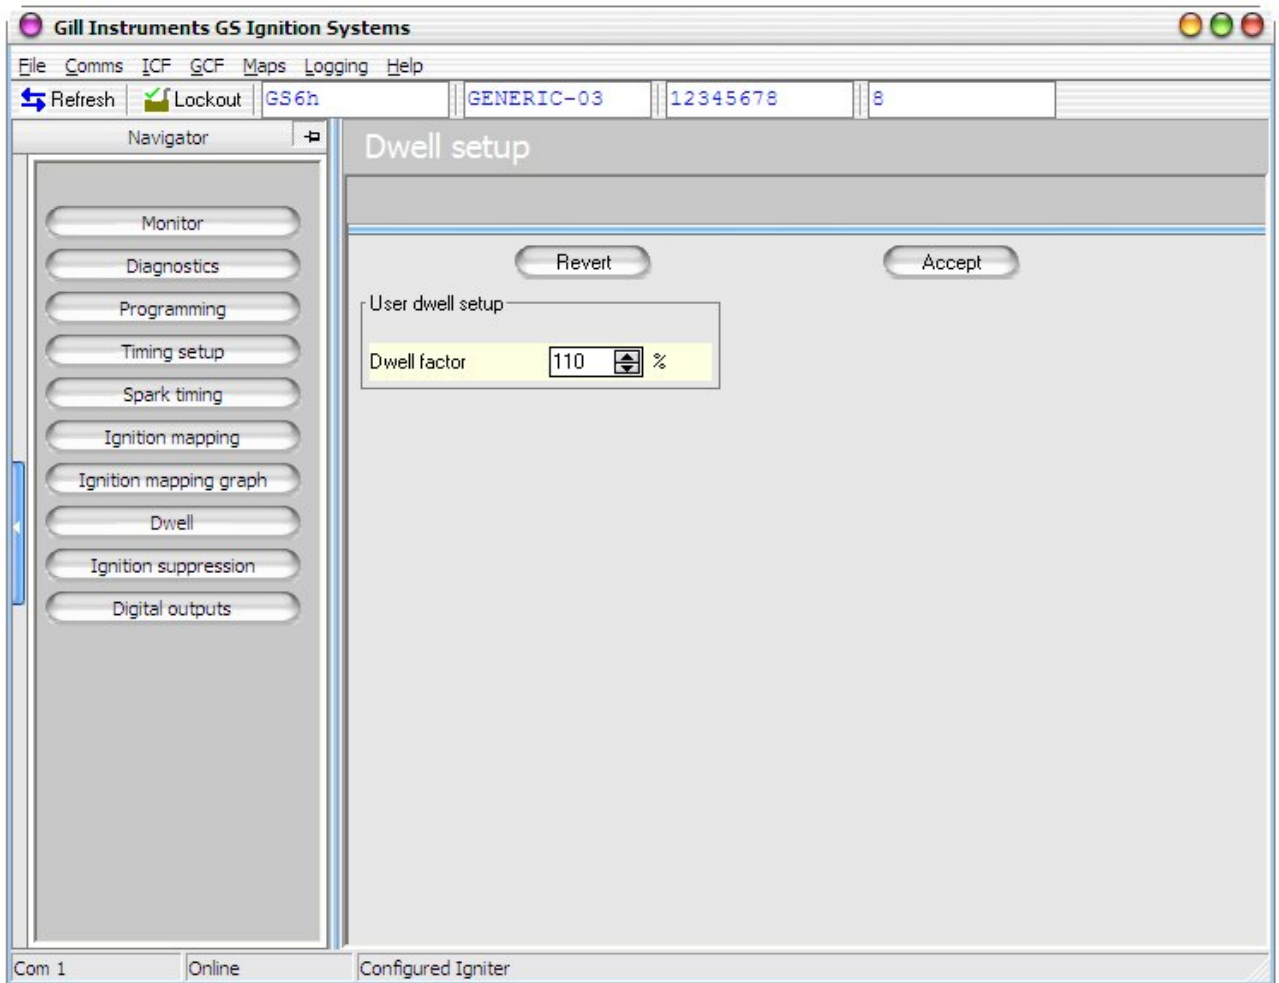 Gill Instruments GS Ignition Systems
File Comms ICF GCF Maps Logging Help
Refresh Lockout GS6h GENERIC-03 12345678 8
Navigator
Dwell setup
Monitor
Diagnostics
Programming
Timing setup
Spark timing
Ignition mapping
Ignition mapping graph
Dwell
Ignition suppression
Digital outputs
Revert Accept
User dwell setup
Dwell factor 110 %
Com 1 Online Configured Igniter